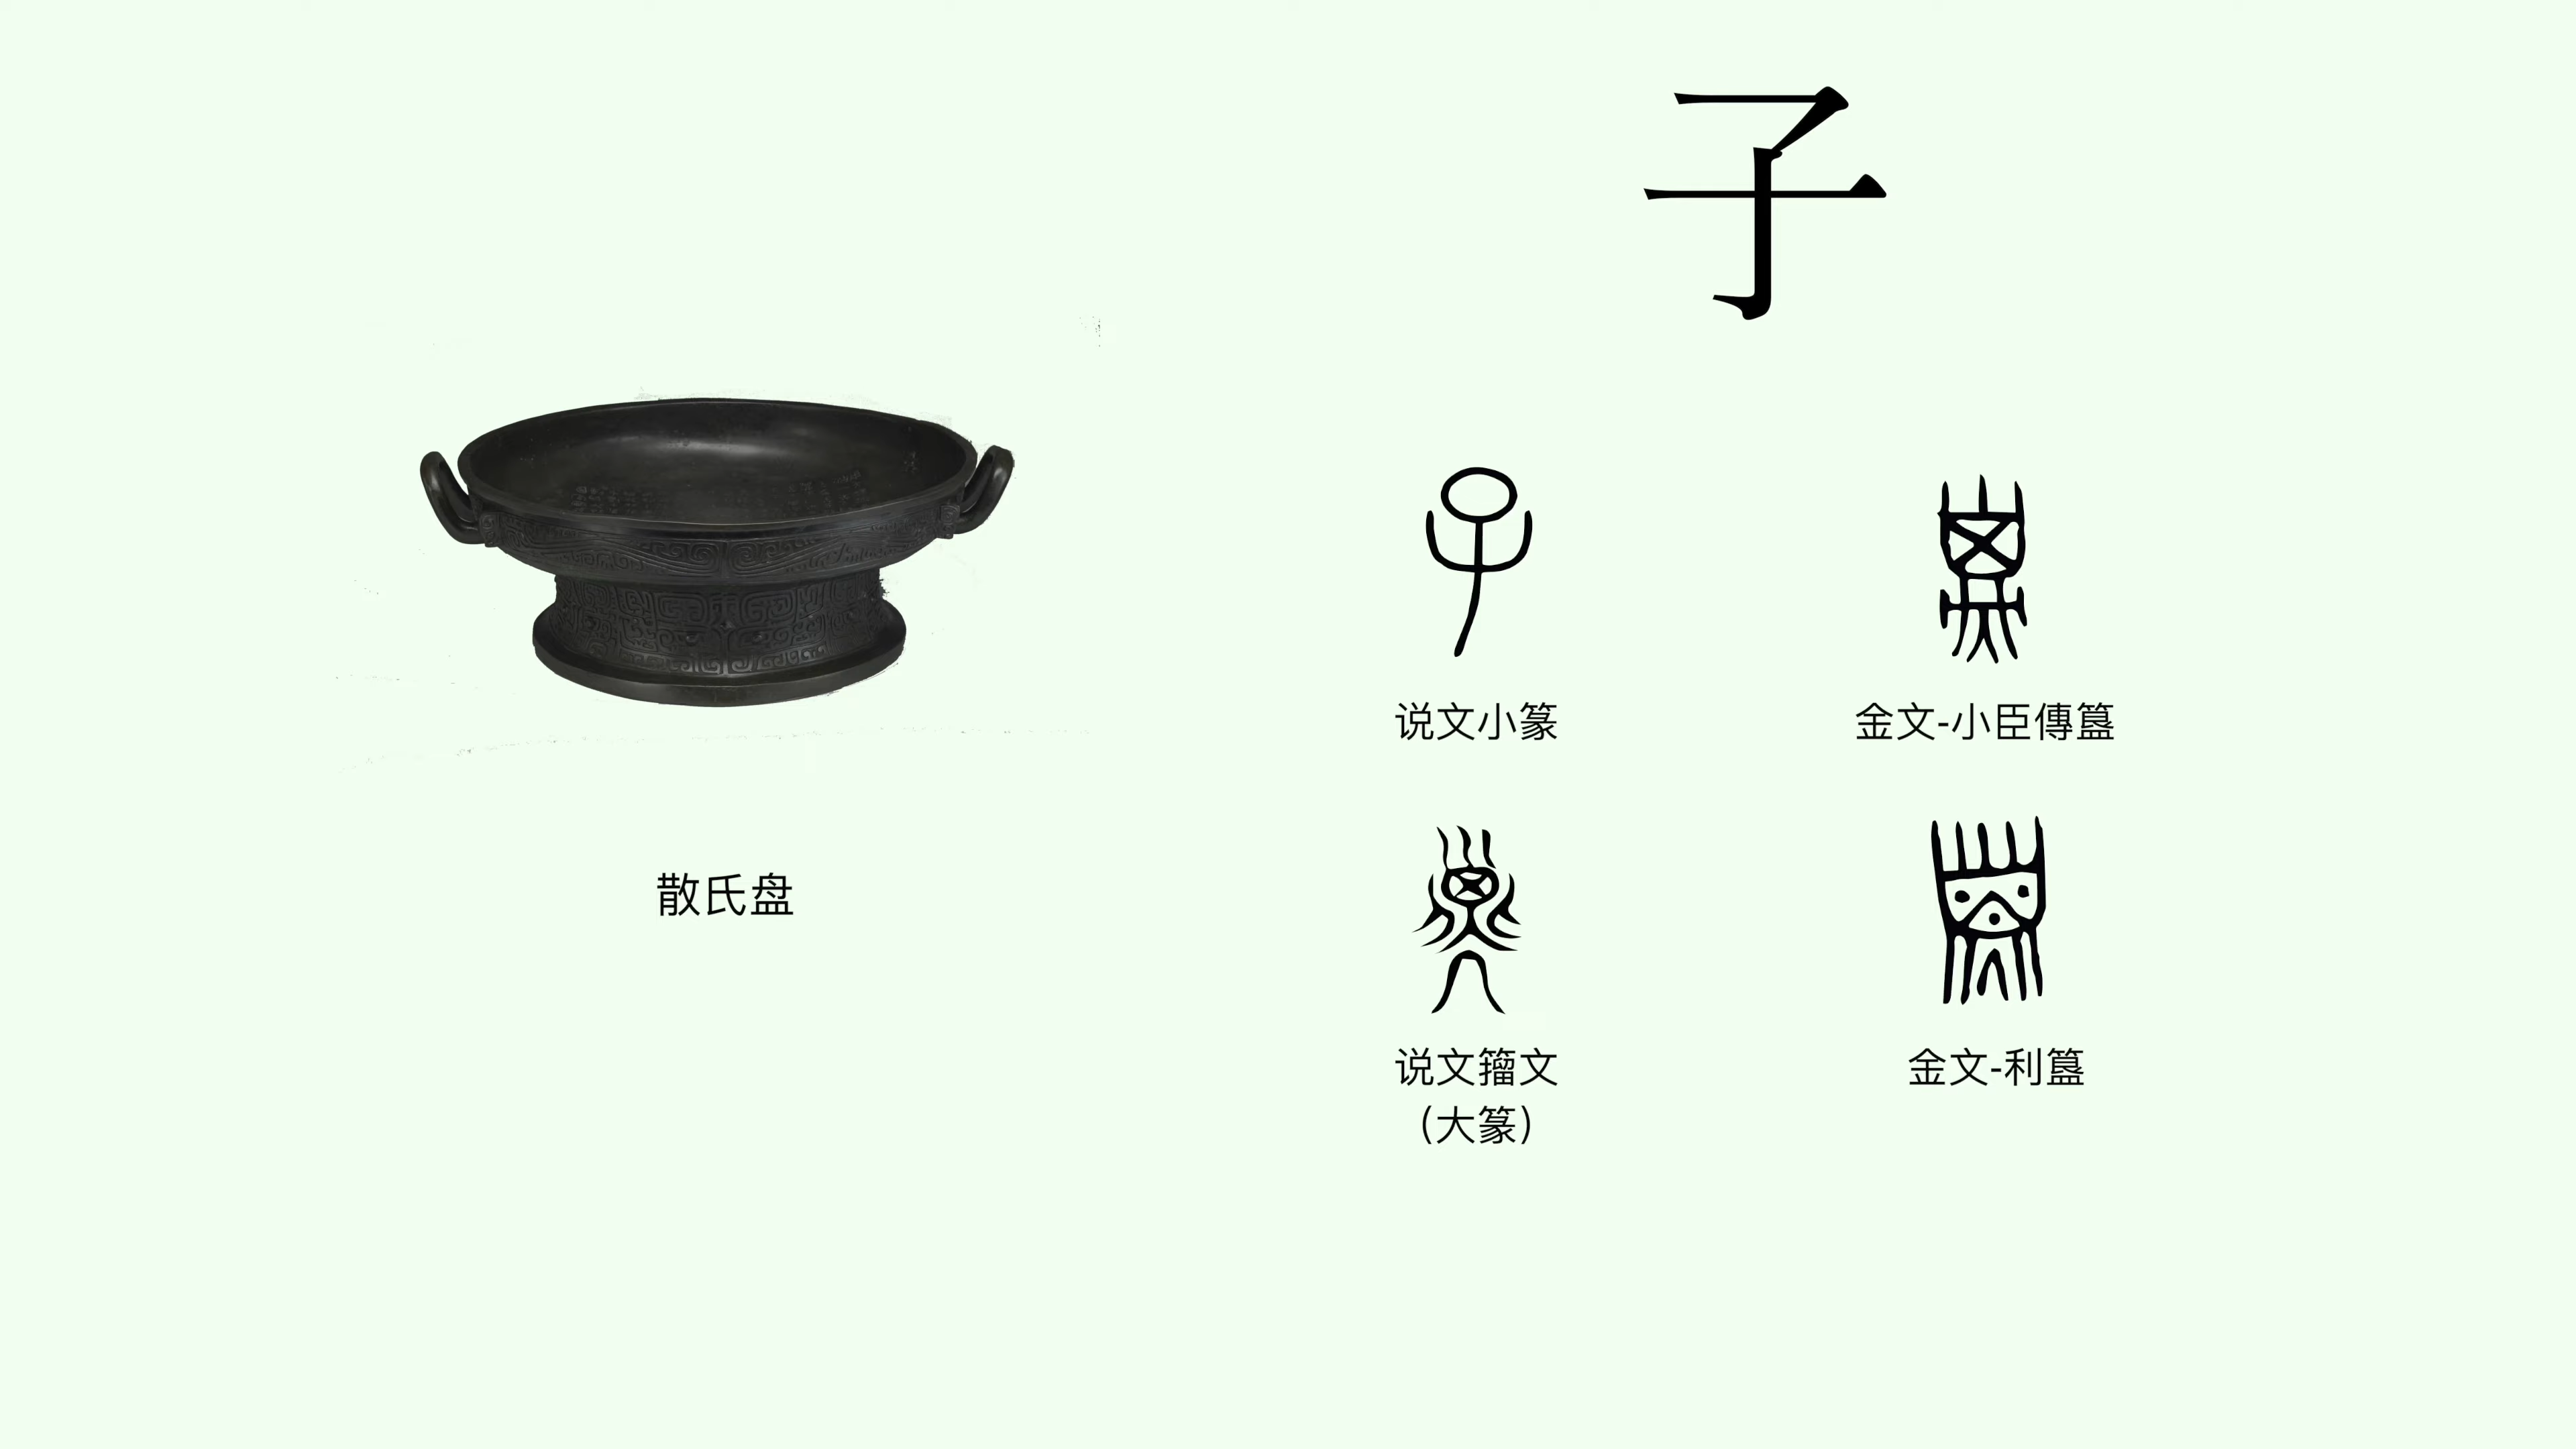 子
散氏盘
说文小篆
金文-小臣傳簋
说文籀文
（大篆）
金文-利簋